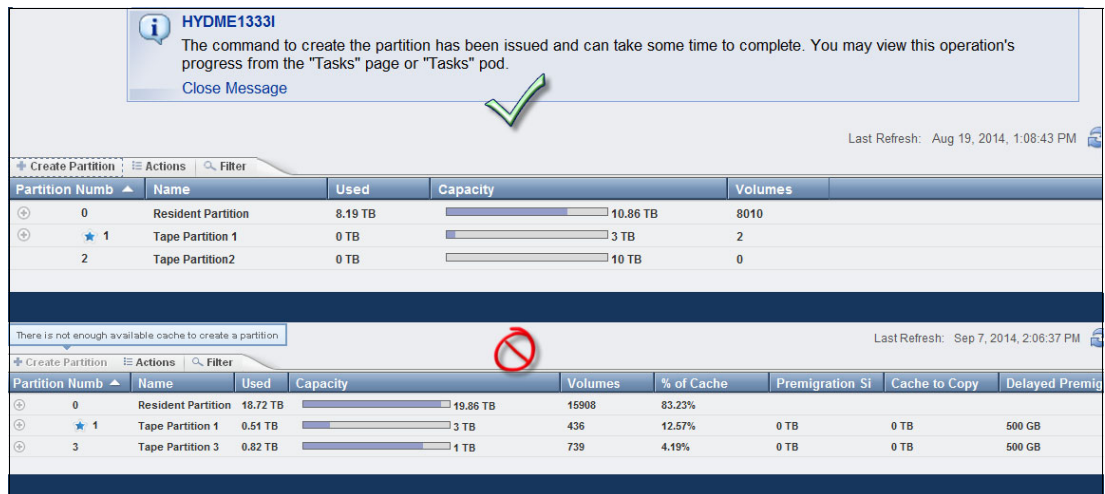 HYDME1333I
The command to create the partition has been issued and can take some time to complete. You may view this operation's
progress from the "Tasks" page or "Tasks" pod.
Close Message
Last Refresh: Aug 19, 2014, 1:08:43 PM
Create Partition Actions Filter
Partition Numb Name Used Capacity Volumes
0 Resident Partition 8.19 TB 10.86 TB 8010
1 Tape Partition 1 0 TB 3 TB 2
2 Tape Partition2 0 TB 10 TB 0
There is not enough available cache to create a partition
Last Refresh: Sep 7, 2014, 2:06:37 PM
Create Partition Actions Filter
Partition Numb Name Used Capacity Volumes % of Cache Premigration Si Cache to Copy Delayed Premig
0 Resident Partition 18.72 TB 19.86 TB 15908 83.23%
1 Tape Partition 1 0.51 TB 3 TB 436 12.57% 0 TB 0 TB 500 GB
3 Tape Partition 3 0.82 TB 1 TB 739 4.19% 0 TB 0 TB 500 GB